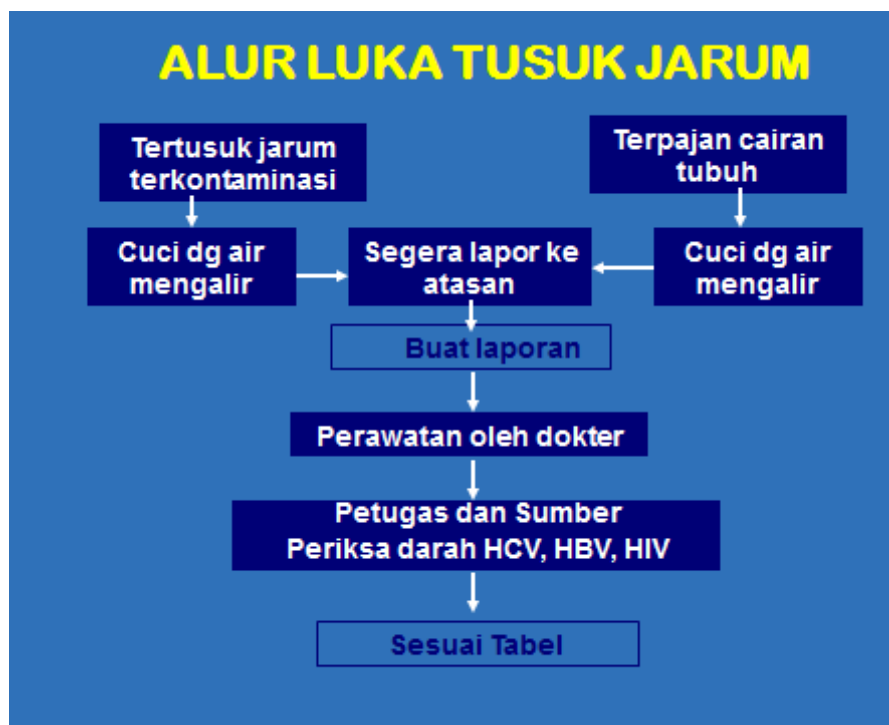 ALUR LUKA TUSUK JARUM
Tertusuk jarum
terkontaminasi
Terpajan cairan
tubuh
Cuci dg air
mengalir
Segera lapor ke
atasan
Cuci dg air
mengalir
Buat laporan
Perawatan oleh dokter
Petugas dan Sumber
Periksa darah HCV, HBV, HIV
Sesuai Tabel